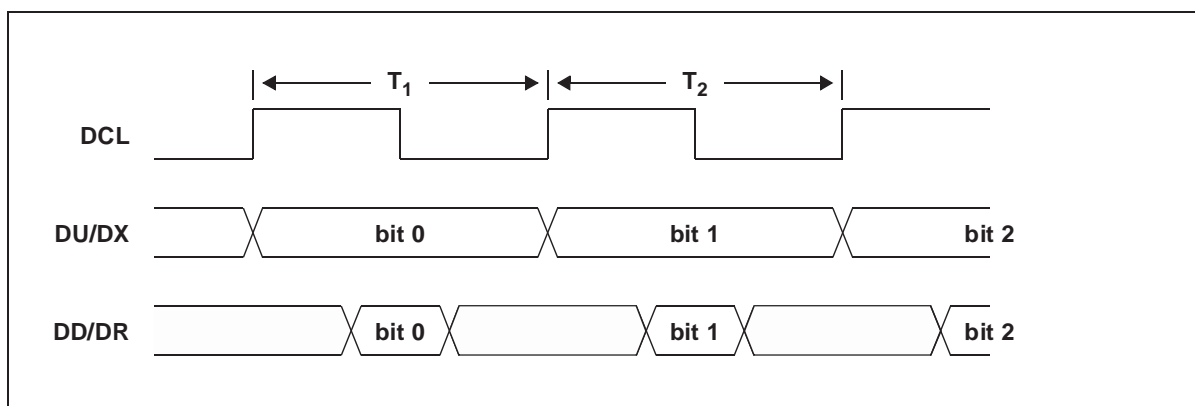 T1 T2
DCL
DU/DX bit 0 bit 1 bit 2
DD/DR bit 0 bit 1 bit 2